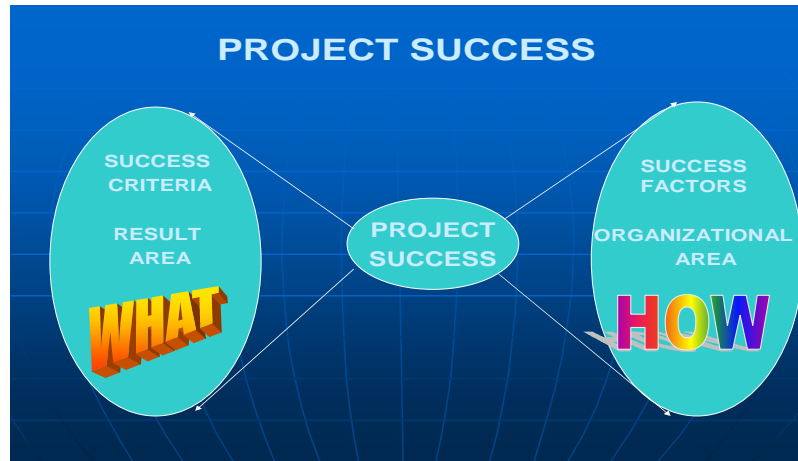 PROJECT SUCCESS
SUCCESS
CRITERIA
RESULT
AREA
WHAT
PROJECT
SUCCESS
SUCCESS
FACTORS
ORGANIZATIONAL
AREA
HOW